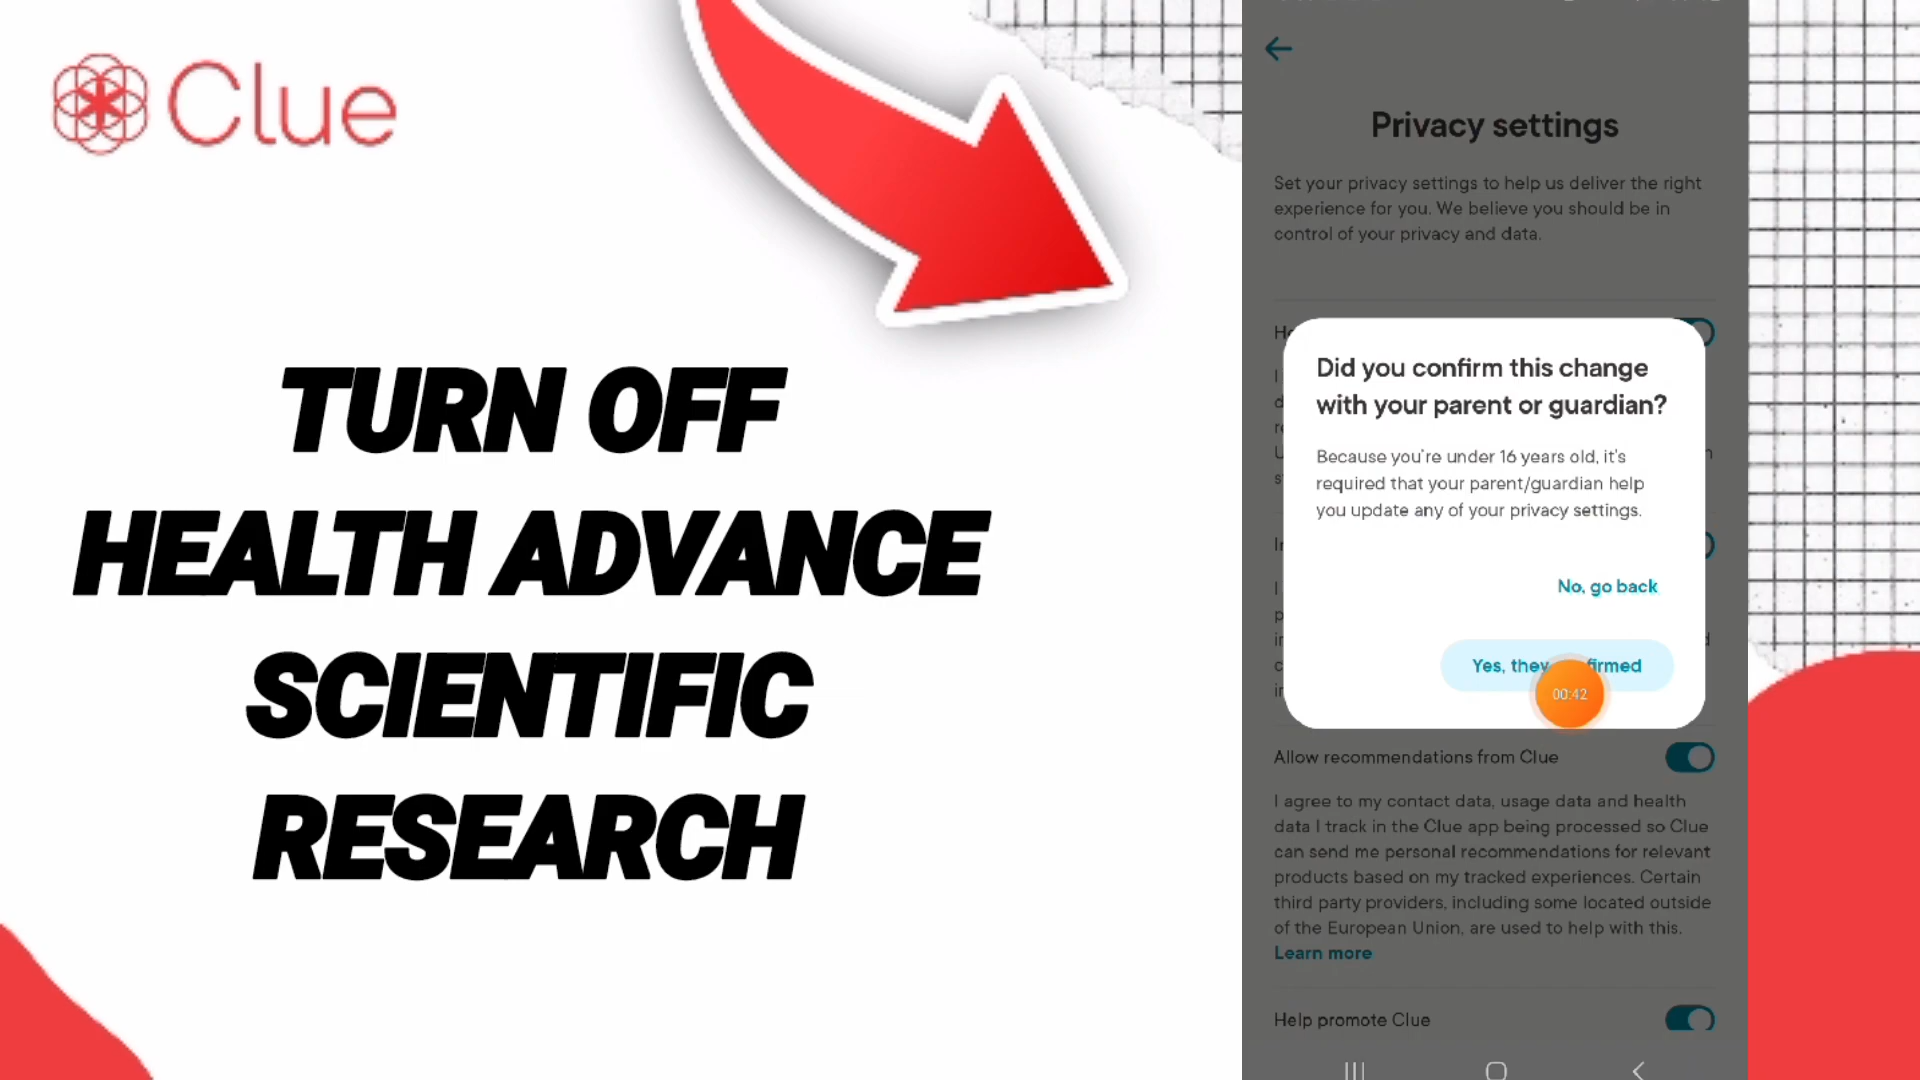 Clue
TURN OFF
HEALTH ADVANCE
SCIENTIFIC
RESEARCH
Privacy settings
Set your privacy settings to help us deliver the right
experience for you. We believe you should be in
control of your privacy and data.
Did you confirm this change
with your parent or guardian?
Because you're under 16 years old, it's
required that your parent/guardian help
you update any of your privacy settings.
No, go back
Yes, they
00:42
Allow recommendations from Clue
I agree to my contact data, usage data and health
data I track in the Clue app being processed so Clue
can send me personal recommendations for relevant
products based on my tracked experiences. Certain
third party providers, including some located outside
of the European Union, are used to help with this.
Learn more
Help promote Clue